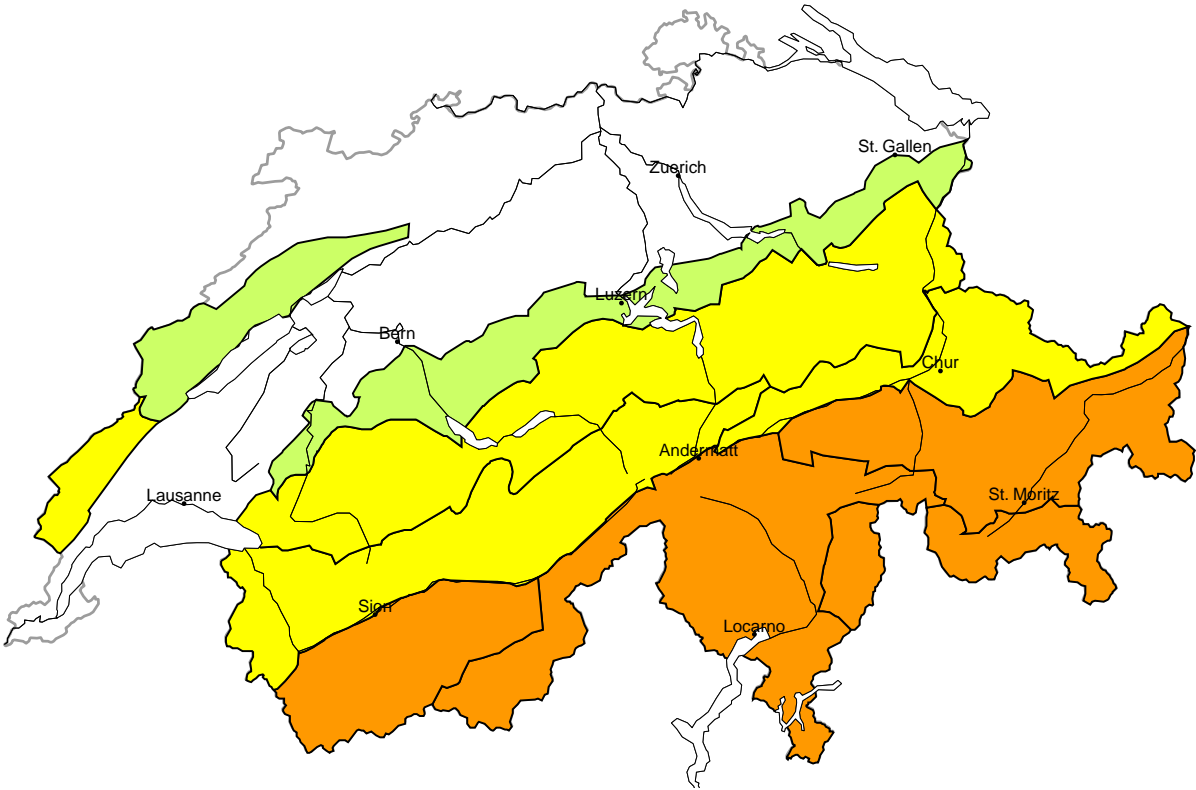 St. Gallen
Zuerich
Luzern
Bern
Chur
Andermatt
Lausanne
St. Moritz
Sion
Locarno